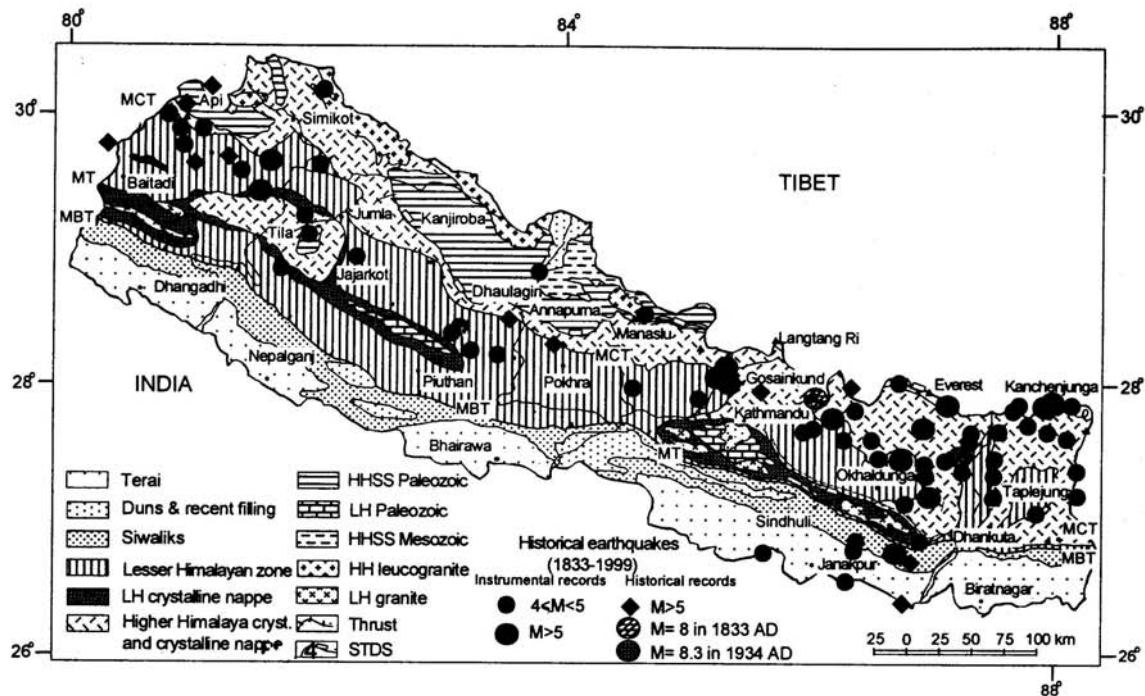 80°
84°
88°
30°
30°
MCT
Api
Simikot
TIBET
MT
Baitadi
MBT
Tila
Jumla
Kanjiroba
Dhangadhi
Jajarkot
Dhaulagiri
Annapurna
Manaslu
Langtang Ri
Nepalganj
MCT
28°
INDIA
Piuthan
Pokhra
Gosainkund
Everest
Kanchenjunga
28°
MBT
Kathmandu
Bhairawa
MT
Okhaldunga
Taplejung
Sindhuli
Dhankuta
MCT
MBT
Janakpur
Biratnagar
Terai
Duns & recent filling
Siwaliks
Lesser Himalayan zone
LH crystalline nappe
Higher Himalaya cryst.
and crystalline nappe
HHSS Paleozoic
LH Paleozoic
HHSS Mesozoic
HH leucogranite
LH granite
Thrust
STDS
Historical earthquakes
(1833-1999)
Instrumental records
4<M<5
M>5
Historical records
M>5
M= 8 in 1833 AD
M= 8.3 in 1934 AD
25 0 25 50 75 100 km
26°
26°
88°